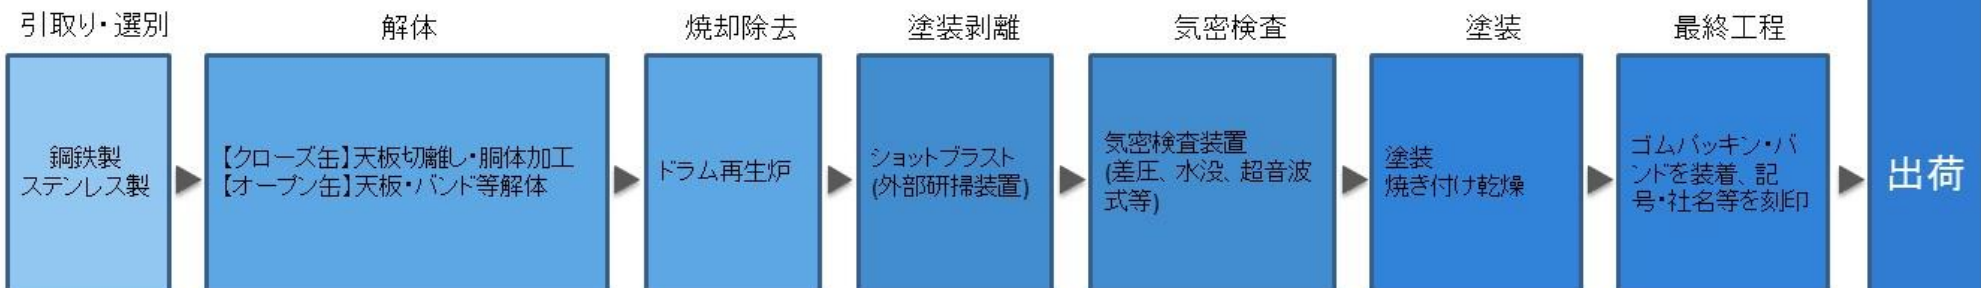 引取り・選別
解体
焼却除去
塗装剥離
気密検査
塗装
最終工程
鋼鉄製
ステンレス製
【クローズ缶】天板切離し・胴体加工
【オープン缶】天板・バンド等解体
ドラム再生炉
ショットブラスト
(外部研掃装置)
気密検査装置
(差圧、水没、超音波
式等)
塗装
焼き付け乾燥
ゴムパッキン・バ
ンドを装着、記
号・社名等を刻印
出荷